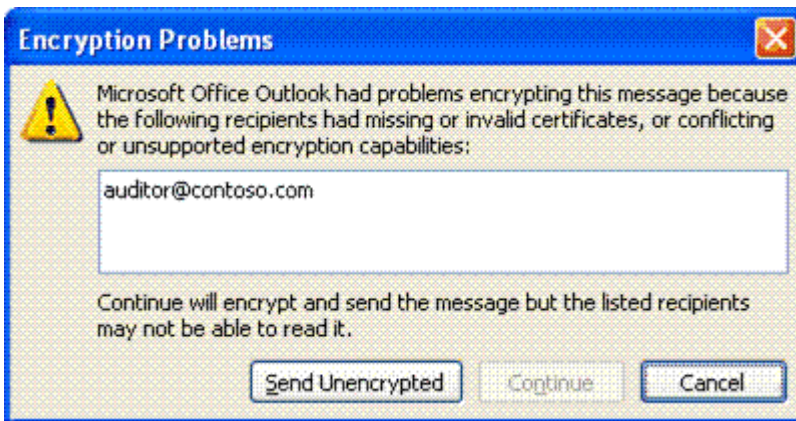 Encryption Problems
Microsoft Office Outlook had problems encrypting this message because
the following recipients had missing or invalid certificates, or conflicting
or unsupported encryption capabilities:
auditor@contoso.com
Continue will encrypt and send the message but the listed recipients
may not be able to read it.
Send Unencrypted Continue Cancel